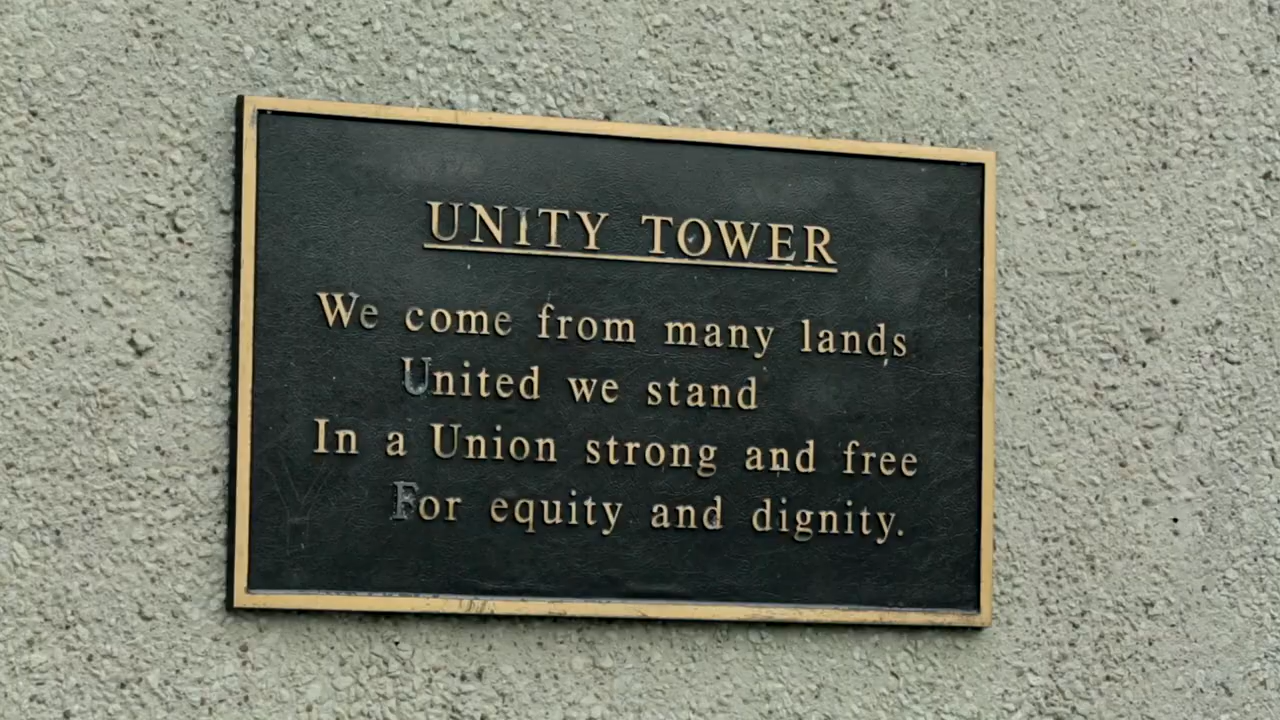 UNITY TOWER
We come from many lands
United we stand
In a Union strong and free
For equity and dignity.